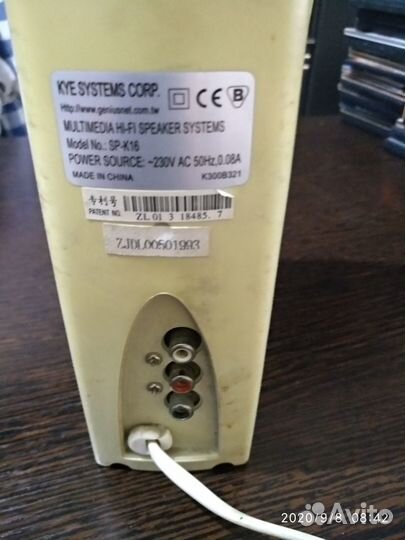 KYE SYSTEMS CORP.
Http://www.geniusnet.com.tw
MULTIMEDIA HI-FI SPEAKER SYSTEMS
Model No.: SP-K16
POWER SOURCE: ~230V AC 50Hz, 0.08A
MADE IN CHINA
K300B321
CE B
专利号
PATENT NO.
ZL 01 3 18485. 7
ZJDL00501993
2020/9/8 08:42
Avito